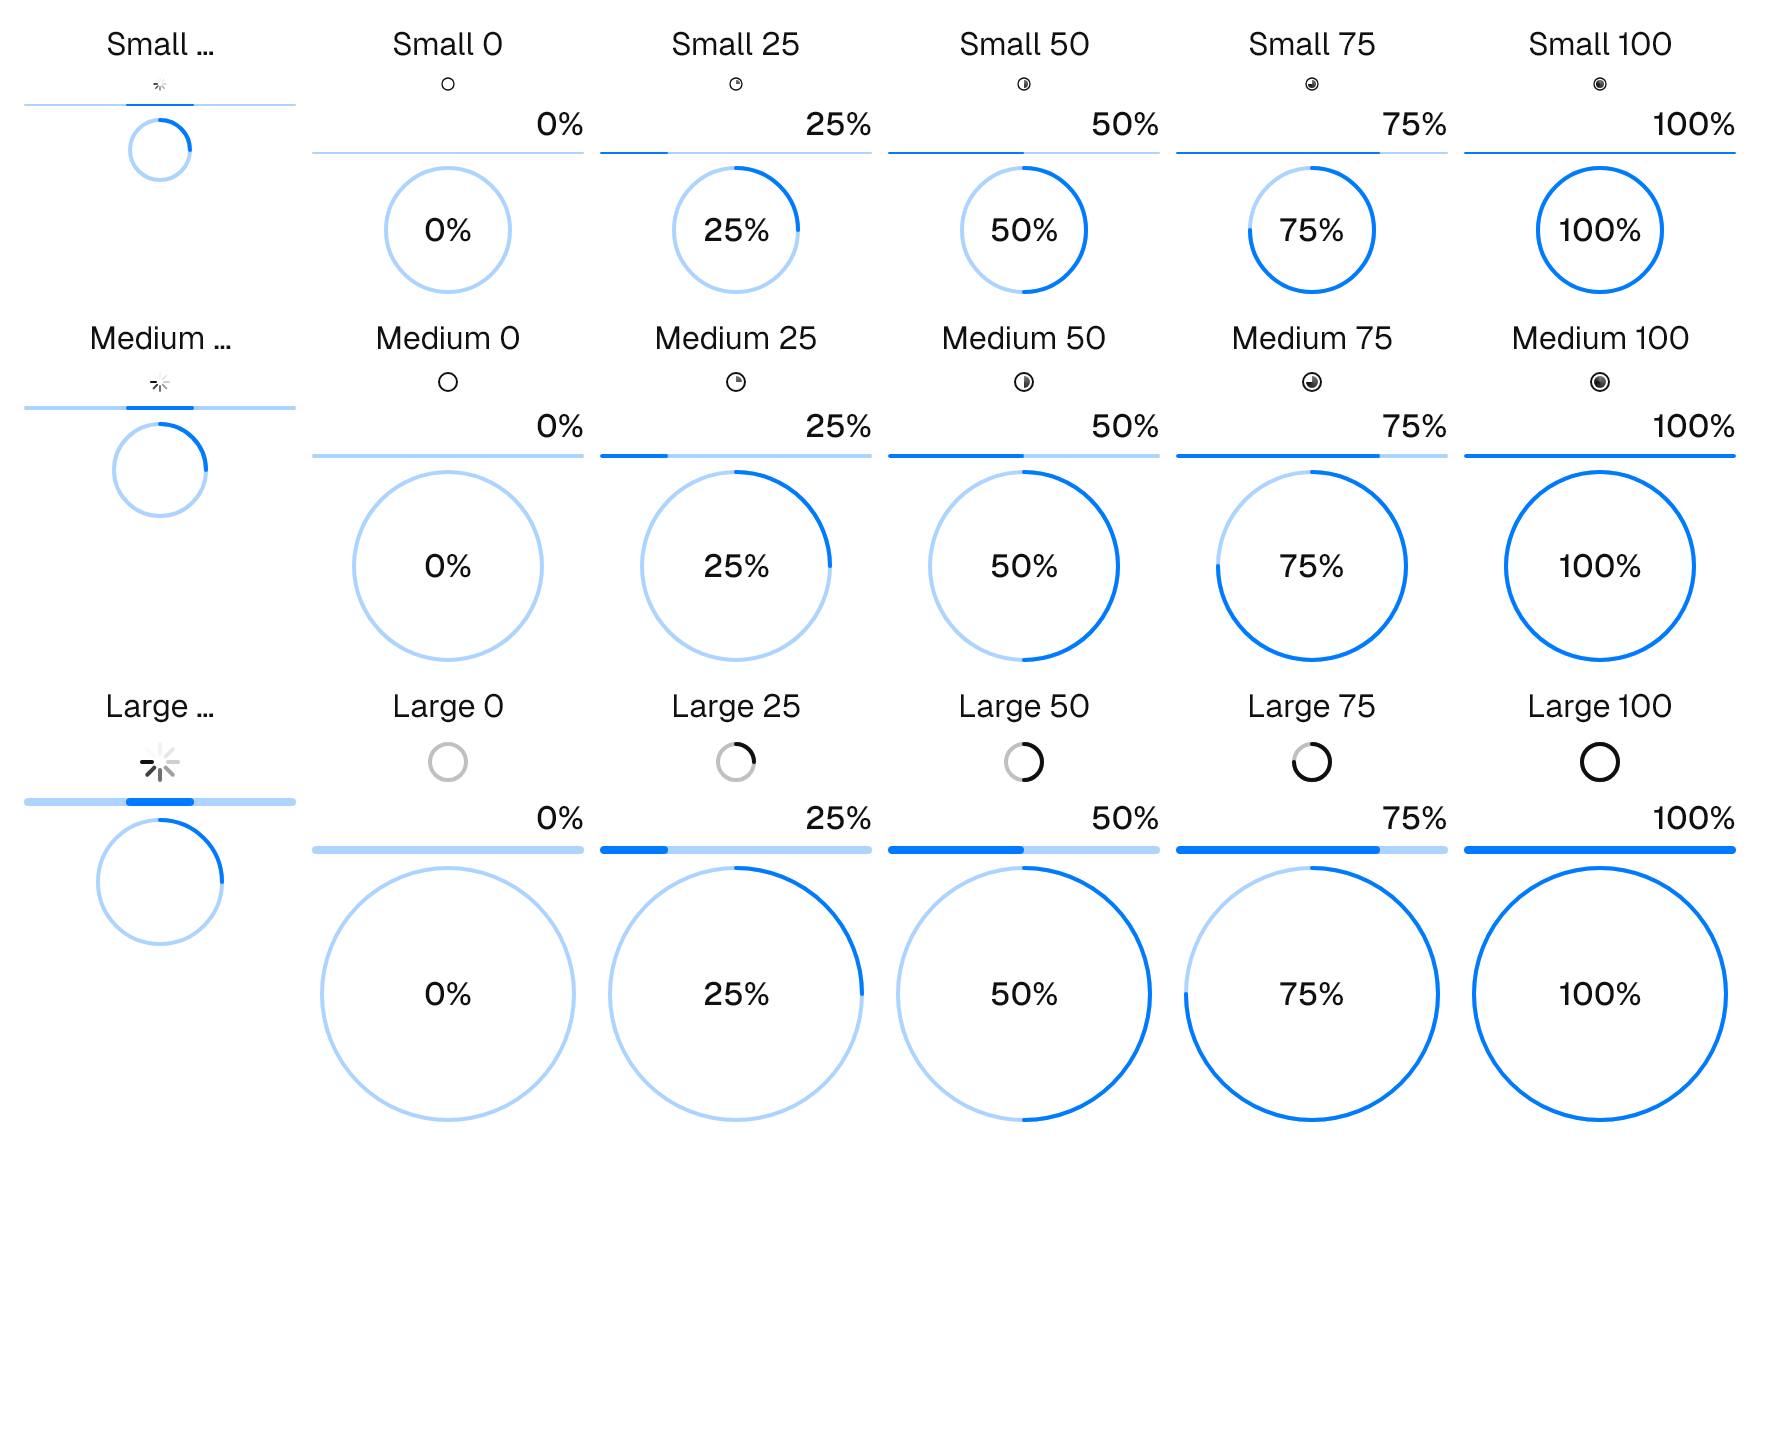 Small ...
Small 0
Small 25
Small 50
Small 75
Small 100
0%
25%
50%
75%
100%
0%
25%
50%
75%
100%
Medium ...
Medium 0
Medium 25
Medium 50
Medium 75
Medium 100
0%
25%
50%
75%
100%
0%
25%
50%
75%
100%
Large ...
Large 0
Large 25
Large 50
Large 75
Large 100
0%
25%
50%
75%
100%
0%
25%
50%
75%
100%